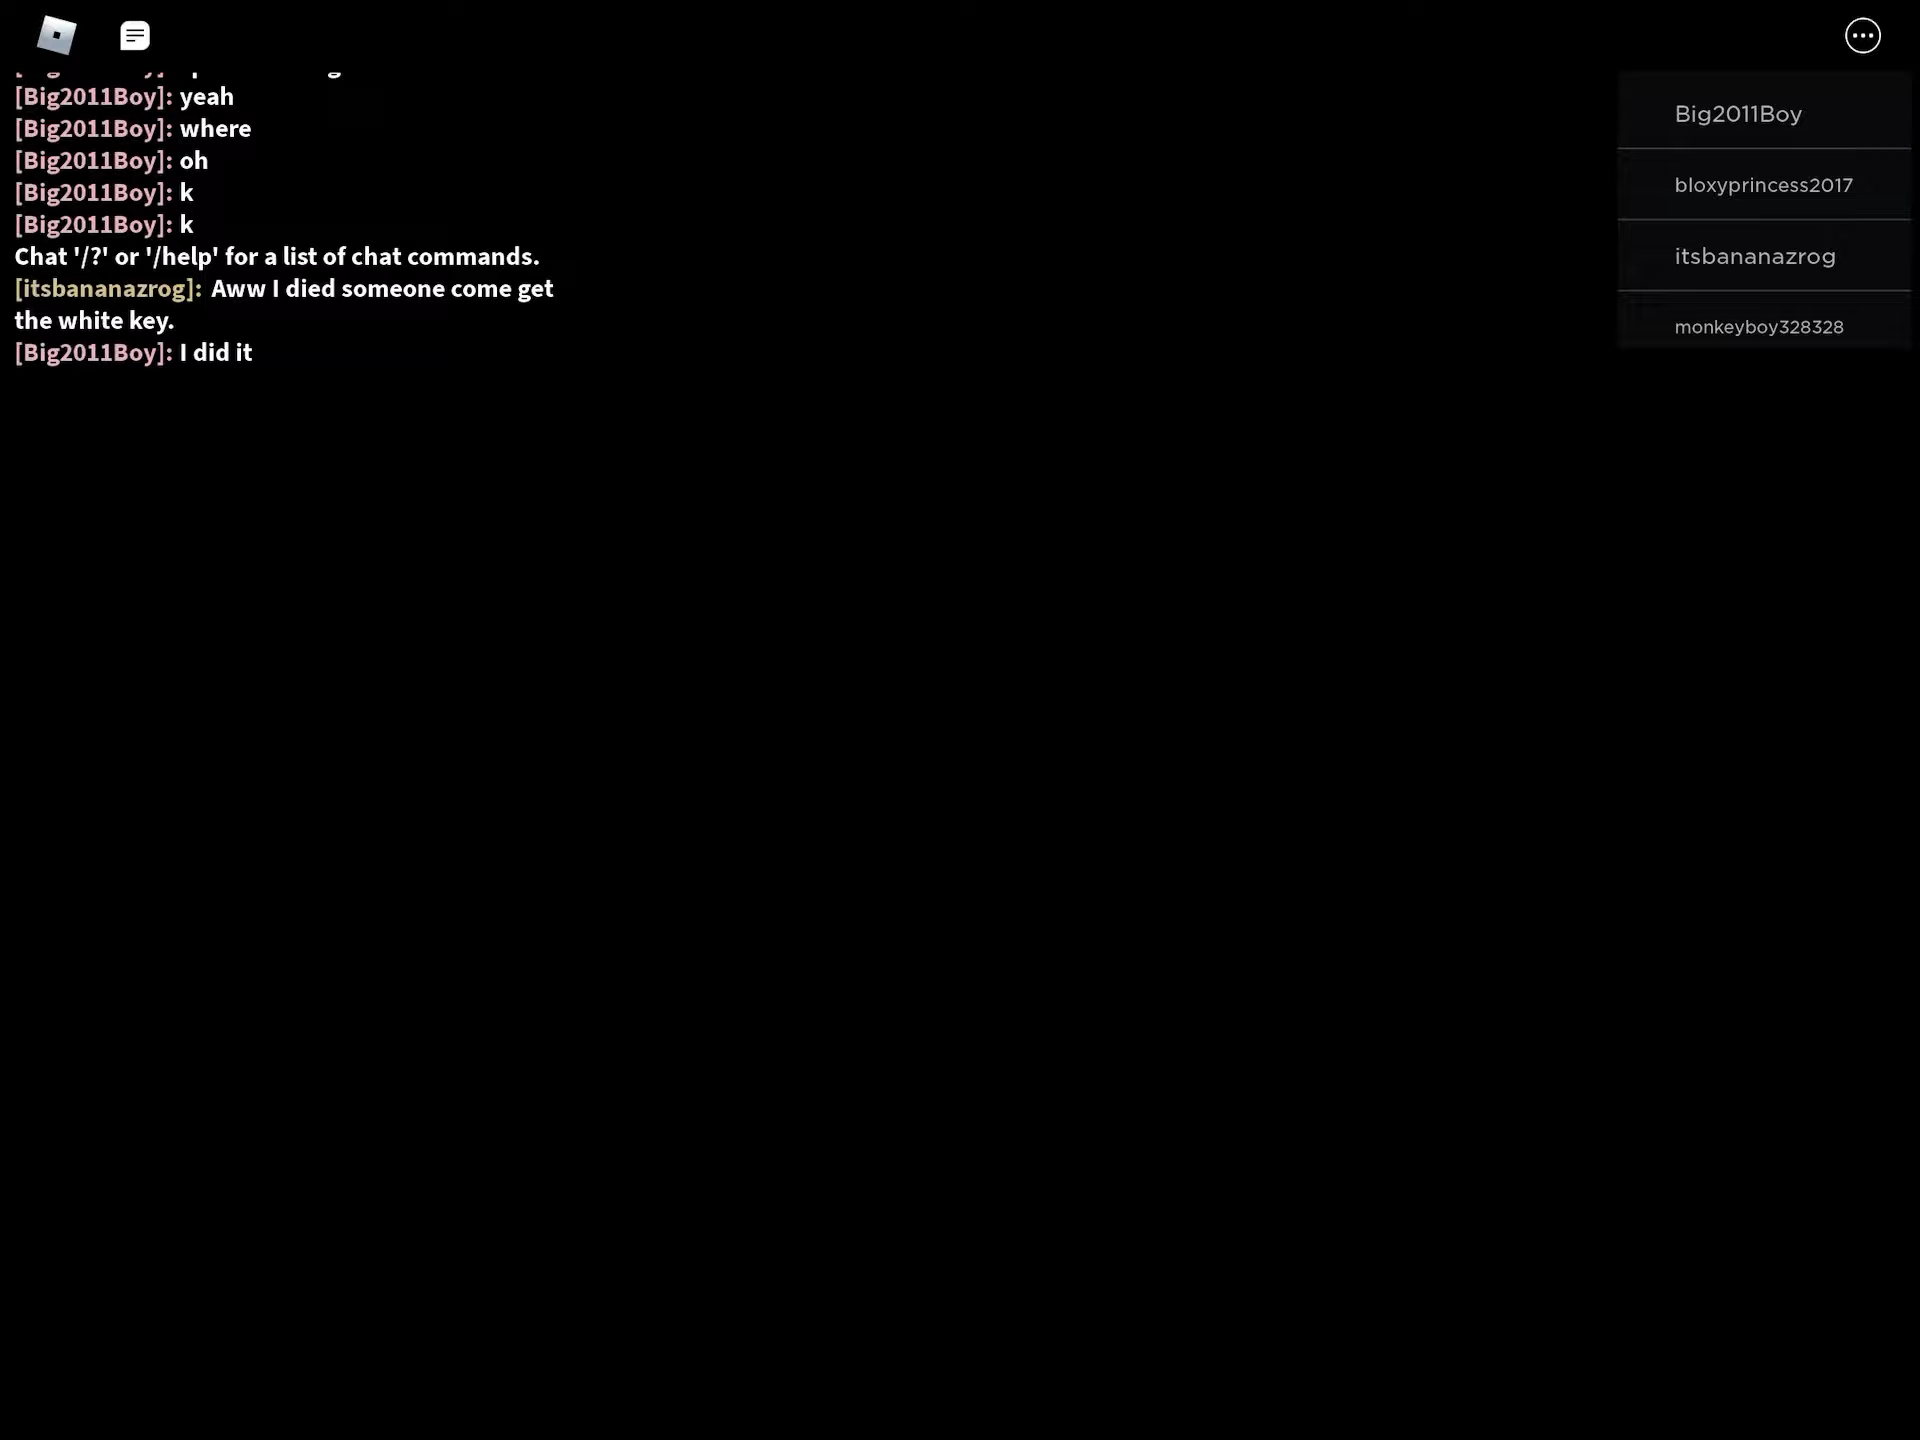 [Big2011Boy]: yeah
[Big2011Boy]: where
[Big2011Boy]: oh
[Big2011Boy]: k
[Big2011Boy]: k
Chat '/?' or '/help' for a list of chat commands.
[itsbananazrog]: Aww I died someone come get
the white key.
[Big2011Boy]: I did it
Big2011Boy
bloxyprincess2017
itsbananazrog
monkeyboy328328